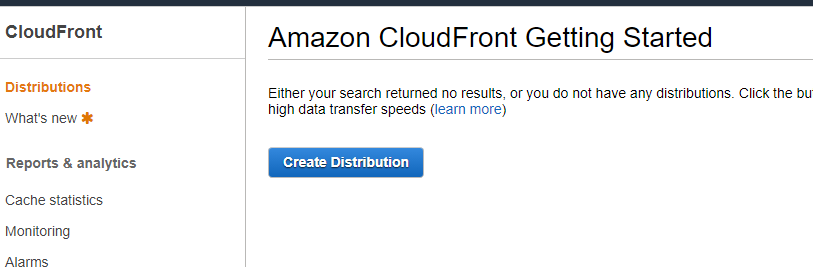 CloudFront
Distributions
What's new ✱
Reports & analytics
Cache statistics
Monitoring
Alarms
Amazon CloudFront Getting Started
Either your search returned no results, or you do not have any distributions. Click the bu
high data transfer speeds (learn more)
Create Distribution